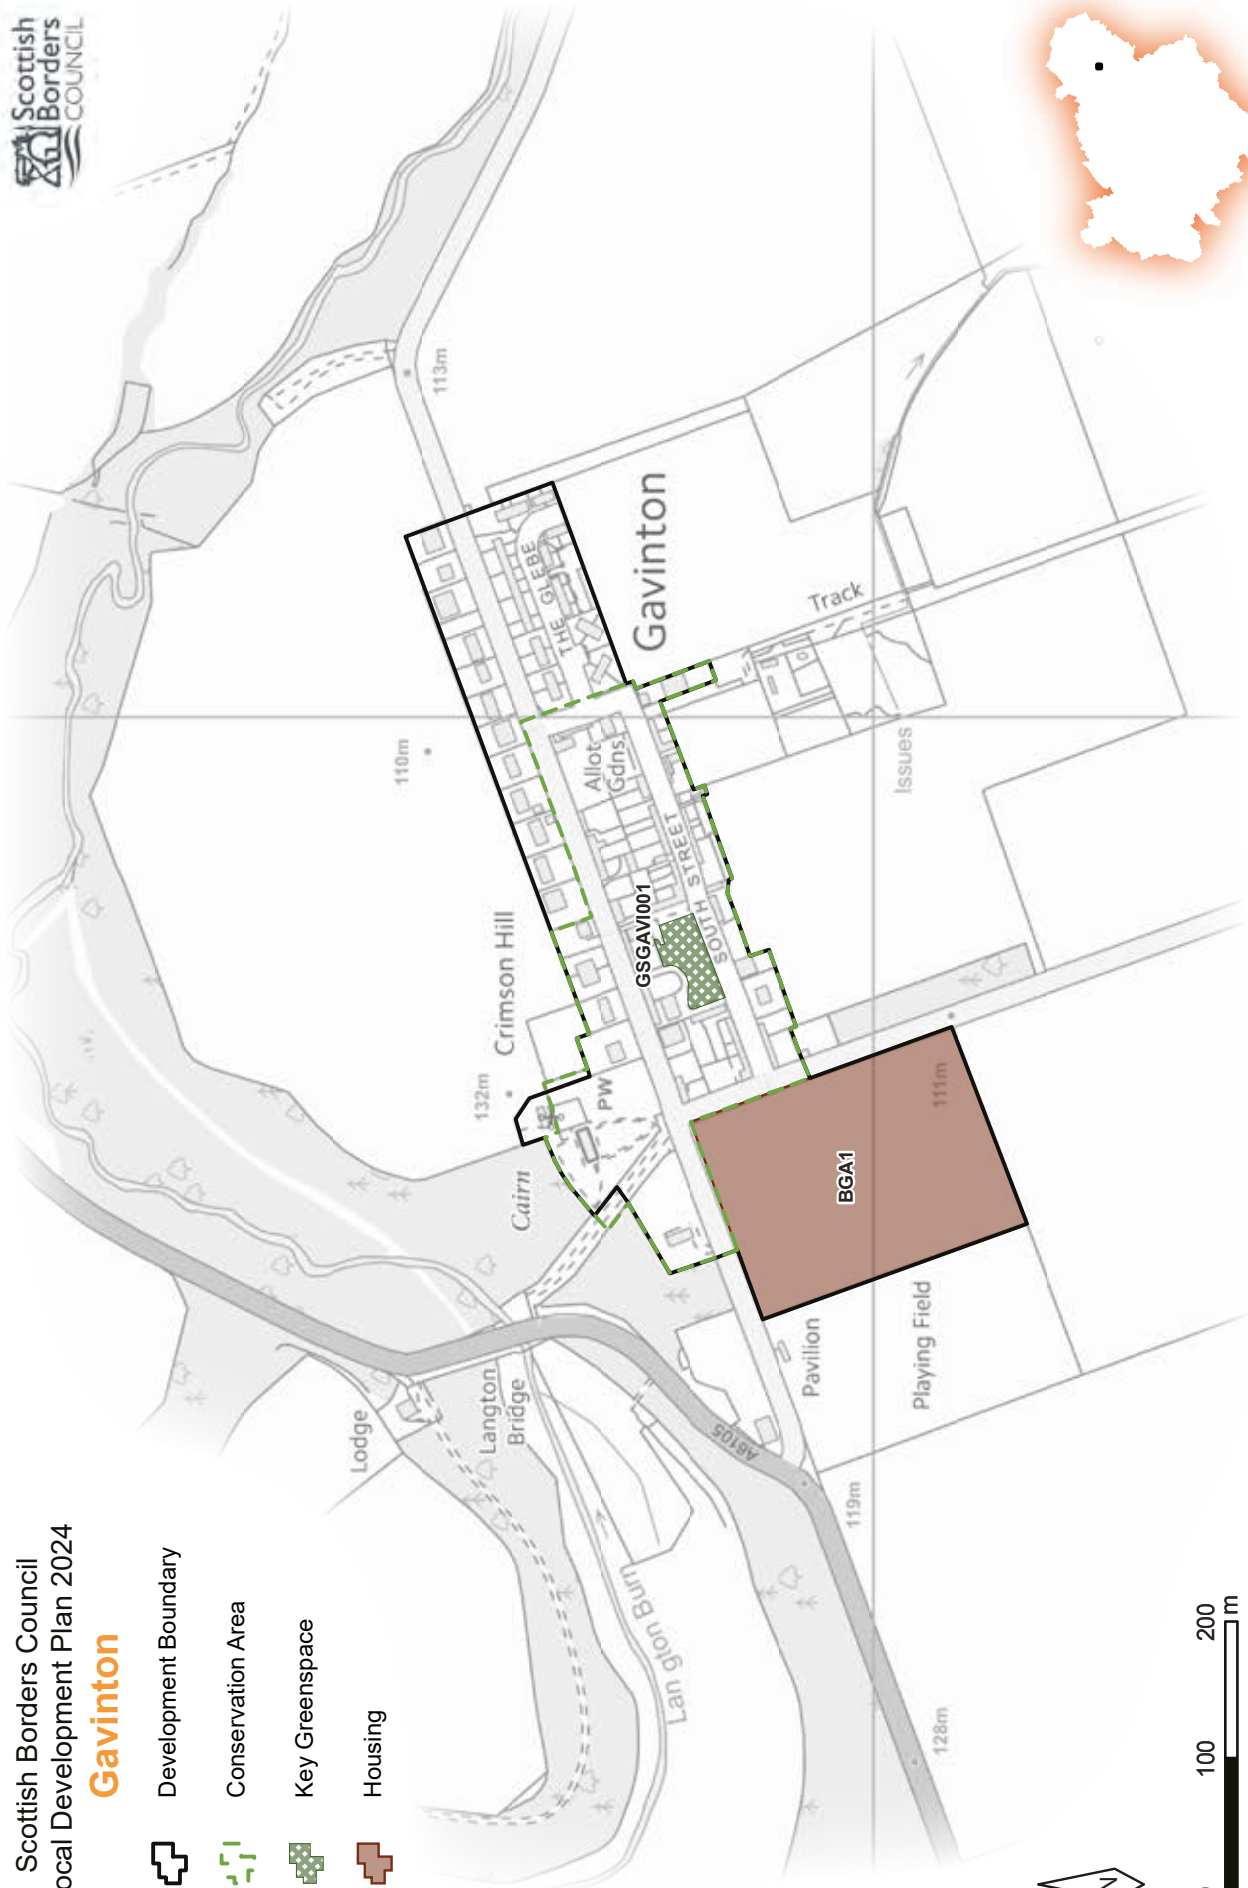 Scottish
Borders
COUNCIL
Scottish Borders Council
ocal Development Plan 2024
Gavinton
Development Boundary
Conservation Area
Key Greenspace
Housing
Lodge
Langton
Bridge
Lan gton Burn
A6105
Cairn
132m
Crimson Hill
110m
113m
PW
GSGAVI001
Allot
Gdns
THE GLEBE
SOUTH STREET
Gavinton
Track
Issues
BGA1
111m
Pavilion
Playing Field
119m
128m
N
100
200
m